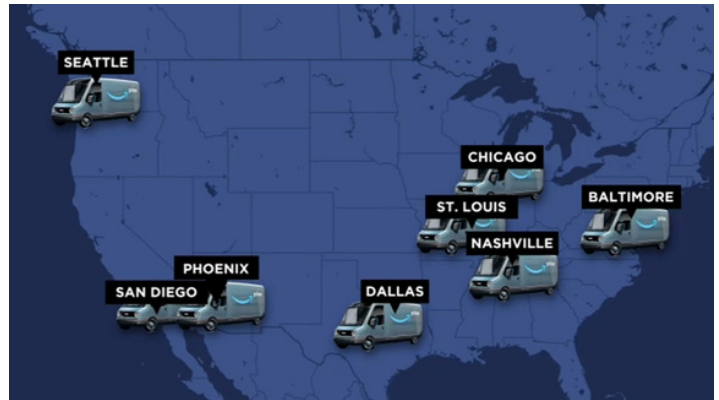 SEATTLE
CHICAGO
BALTIMORE
ST. LOUIS
NASHVILLE
PHOENIX
SAN DIEGO
DALLAS